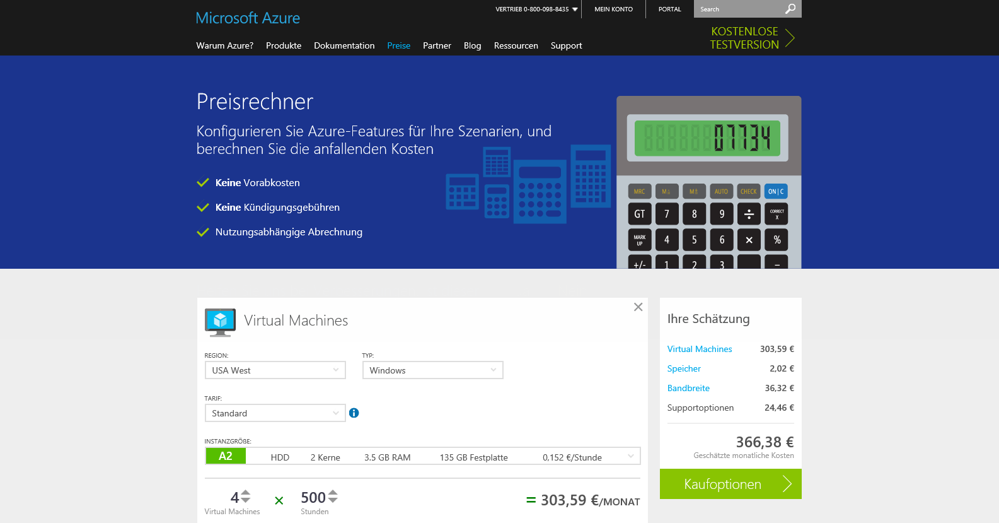 VERTRIEB 0-800-098-8435
MEIN KONTO
PORTAL
Search
Microsoft Azure
KOSTENLOSE
TESTVERSION
Warum Azure? Produkte Dokumentation Preise Partner Blog Ressourcen Support
Preisrechner
Konfigurieren Sie Azure-Features für Ihre Szenarien, und
berechnen Sie die anfallenden Kosten
Keine Vorabkosten
Keine Kündigungsgebühren
Nutzungsabhängige Abrechnung
07734
MRC M- M± AUTO CHECK ON|C
GT 7 8 9 ÷ CORRECT X
MARK UP 4 5 6 × %
+/- 1 2 3 −
Virtual Machines
REGION: TYP:
USA West Windows
TARIF:
Standard
INSTANZGRÖßE:
A2 HDD 2 Kerne 3.5 GB RAM 135 GB Festplatte 0,152 €/Stunde
4 × 500 = 303,59 €/MONAT
Virtual Machines Stunden
Ihre Schätzung
Virtual Machines 303,59 €
Speicher 2,02 €
Bandbreite 36,32 €
Supportoptionen 24,46 €
366,38 €
Geschätzte monatliche Kosten
Kaufoptionen